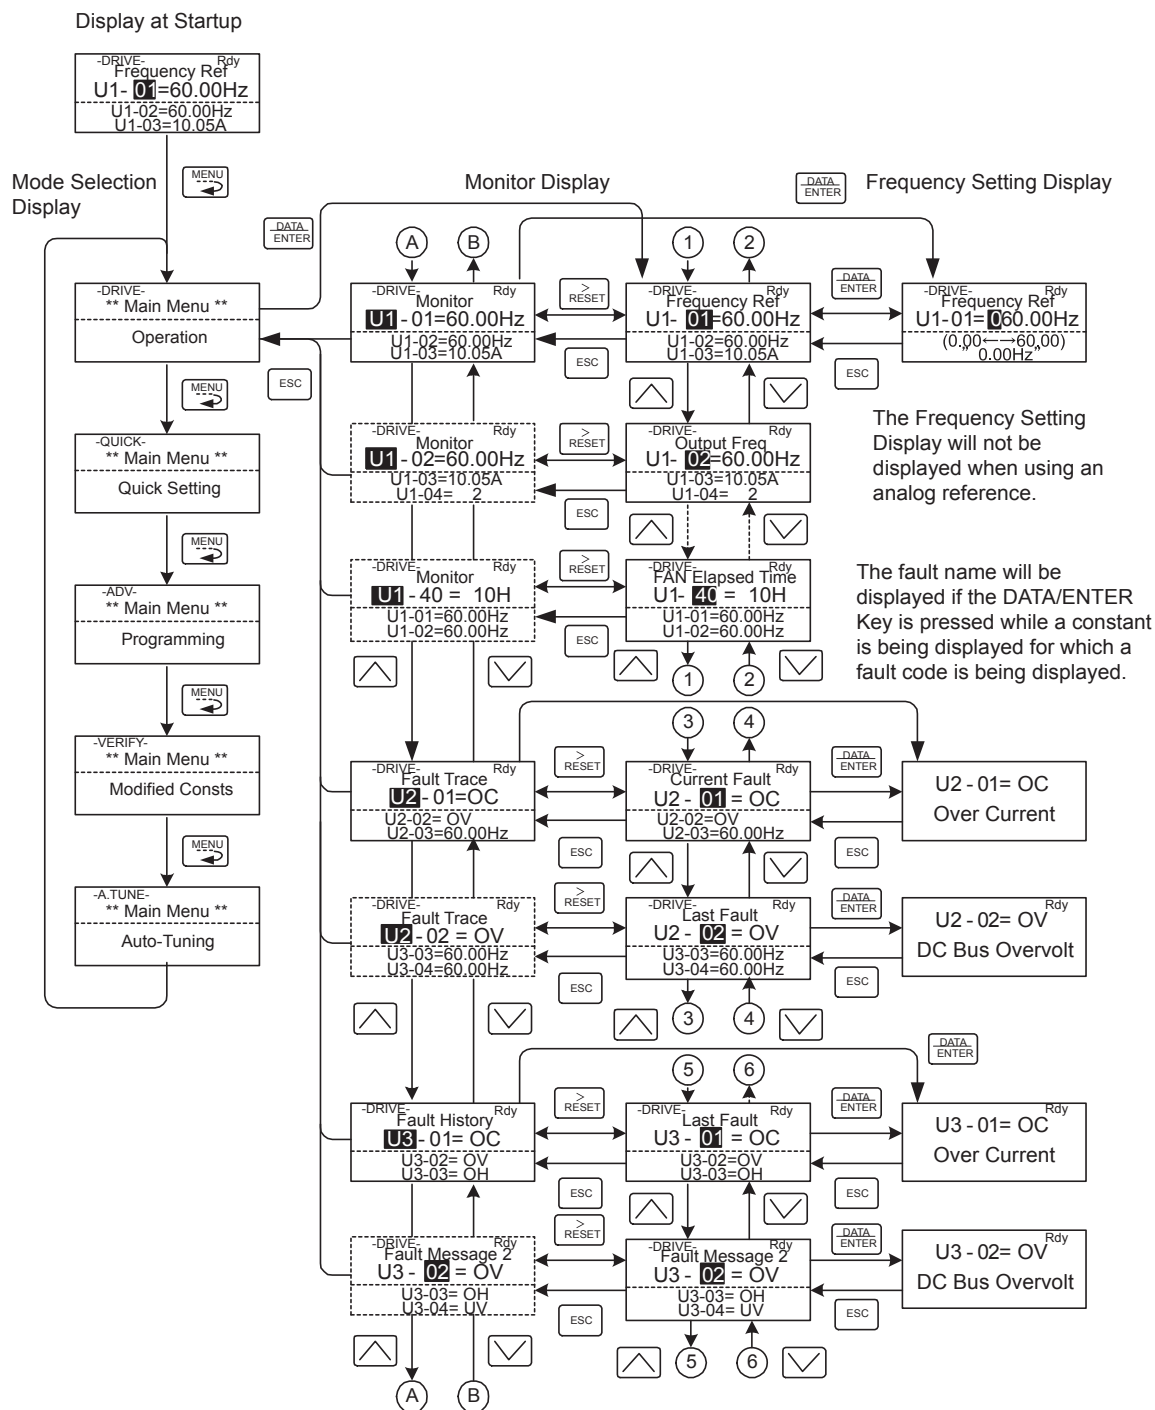 Display at Startup
-DRIVE- Rdy
Frequency Ref
U1- 01=60.00Hz
U1-02=60.00Hz
U1-03=10.05A
Mode Selection
Display
MENU
Monitor Display
DATA
ENTER
Frequency Setting Display
DATA
ENTER
A
B
1
2
-DRIVE-
** Main Menu **
Operation
-DRIVE- Rdy
Monitor
U1 - 01=60.00Hz
U1-02=60.00Hz
U1-03=10.05A
>
RESET
ESC
-DRIVE- Rdy
Frequency Ref
U1- 01=60.00Hz
U1-02=60.00Hz
U1-03=10.05A
DATA
ENTER
ESC
-DRIVE- Rdy
Frequency Ref
U1-01= 060.00Hz
(0.00←→60.00)
„ 0.00Hz”
ESC
MENU
The Frequency Setting
Display will not be
displayed when using an
analog reference.
-QUICK-
** Main Menu **
Quick Setting
-DRIVE- Rdy
Monitor
U1 - 02=60.00Hz
U1-03=10.05A
U1-04= 2
>
RESET
ESC
-DRIVE- Rdy
Output Freq
U1- 02=60.00Hz
U1-03=10.05A
U1-04= 2
MENU
-ADV-
** Main Menu **
Programming
-DRIVE- Rdy
Monitor
U1 - 40 = 10H
U1-01=60.00Hz
U1-02=60.00Hz
>
RESET
ESC
-DRIVE- Rdy
FAN Elapsed Time
U1- 40 = 10H
U1-01=60.00Hz
U1-02=60.00Hz
The fault name will be
displayed if the DATA/ENTER
Key is pressed while a constant
is being displayed for which a
fault code is being displayed.
1
2
MENU
3
4
-VERIFY-
** Main Menu **
Modified Consts
-DRIVE- Rdy
Fault Trace
U2 - 01=OC
U2-02= OV
U2-03=60.00Hz
>
RESET
ESC
-DRIVE- Rdy
Current Fault
U2 - 01 = OC
U2-02=OV
U2-03=60.00Hz
DATA
ENTER
ESC
U2 - 01= OC
Over Current
MENU
-A.TUNE-
** Main Menu **
Auto-Tuning
-DRIVE- Rdy
Fault Trace
U2 - 02 = OV
U3-03=60.00Hz
U3-04=60.00Hz
>
RESET
ESC
-DRIVE- Rdy
Last Fault
U2 - 02 = OV
U3-03=60.00Hz
U3-04=60.00Hz
DATA
ENTER
ESC
U2 - 02= OV
DC Bus Overvolt
3
4
DATA
ENTER
5
6
-DRIVE- Rdy
Fault History
U3 - 01= OC
U3-02= OV
U3-03= OH
>
RESET
ESC
-DRIVE- Rdy
Last Fault
U3 - 01 = OC
U3-02=OV
U3-03=OH
DATA
ENTER
ESC
Rdy
U3 - 01= OC
Over Current
-DRIVE- Rdy
Fault Message 2
U3 - 02 = OV
U3-03= OH
U3-04= UV
>
RESET
ESC
-DRIVE- Rdy
Fault Message 2
U3 - 02 = OV
U3-03= OH
U3-04= UV
DATA
ENTER
ESC
Rdy
U3 - 02= OV
DC Bus Overvolt
5
6
A
B